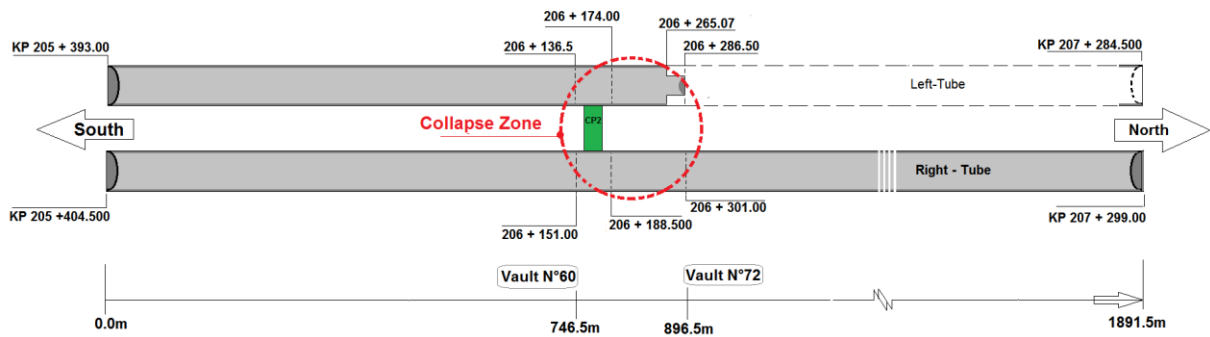 206 + 174.00
206 + 265.07
KP 205 + 393.00
206 + 136.5
206 + 286.50
KP 207 + 284.500
Left-Tube
South
Collapse Zone
CP2
North
Right - Tube
KP 205 +404.500
206 + 151.00
206 + 188.500
206 + 301.00
KP 207 + 299.00
Vault N°60
Vault N°72
0.0m
746.5m
896.5m
1891.5m